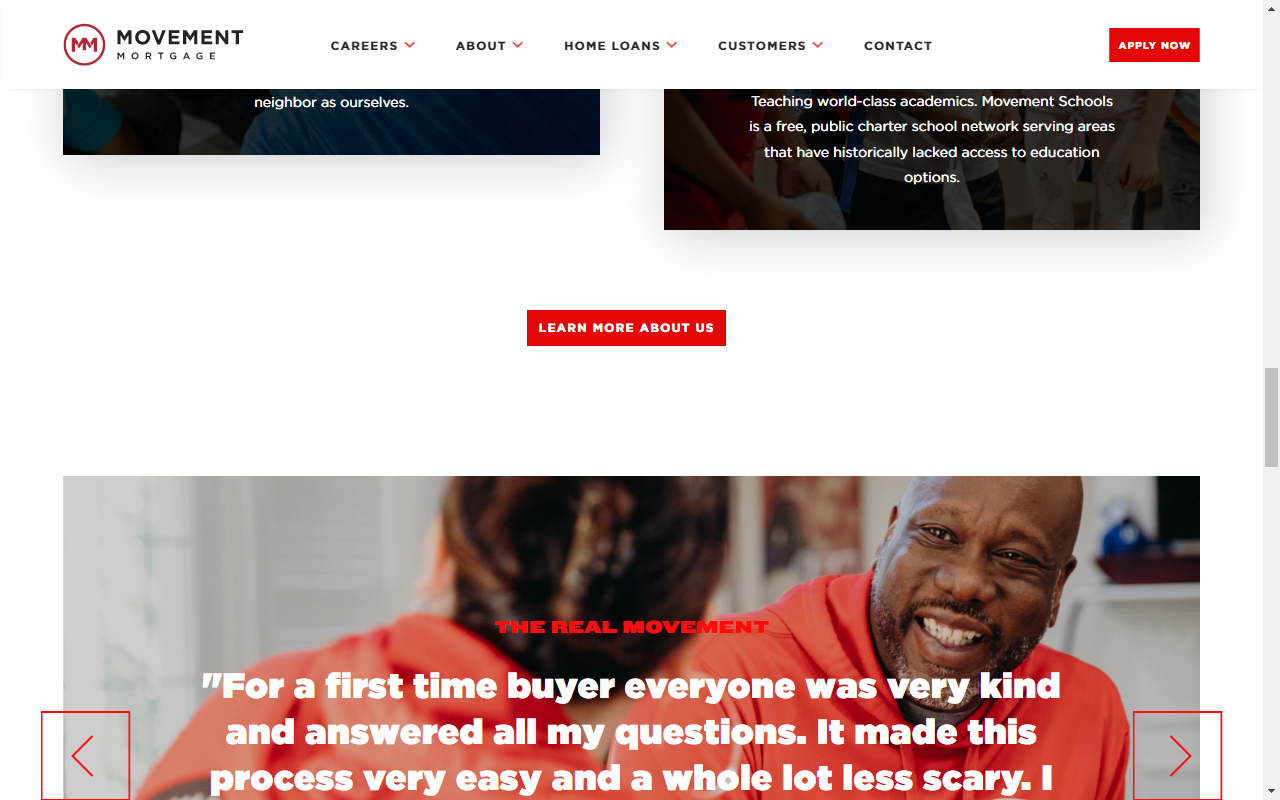 MOVEMENT
MORTGAGE
CAREERS
ABOUT
HOME LOANS
CUSTOMERS
CONTACT
APPLY NOW
neighbor as ourselves.
Teaching world-class academics. Movement Schools
is a free, public charter school network serving areas
that have historically lacked access to education
options.
LEARN MORE ABOUT US
THE REAL MOVEMENT
"For a first time buyer everyone was very kind
and answered all my questions. It made this
process very easy and a whole lot less scary. I